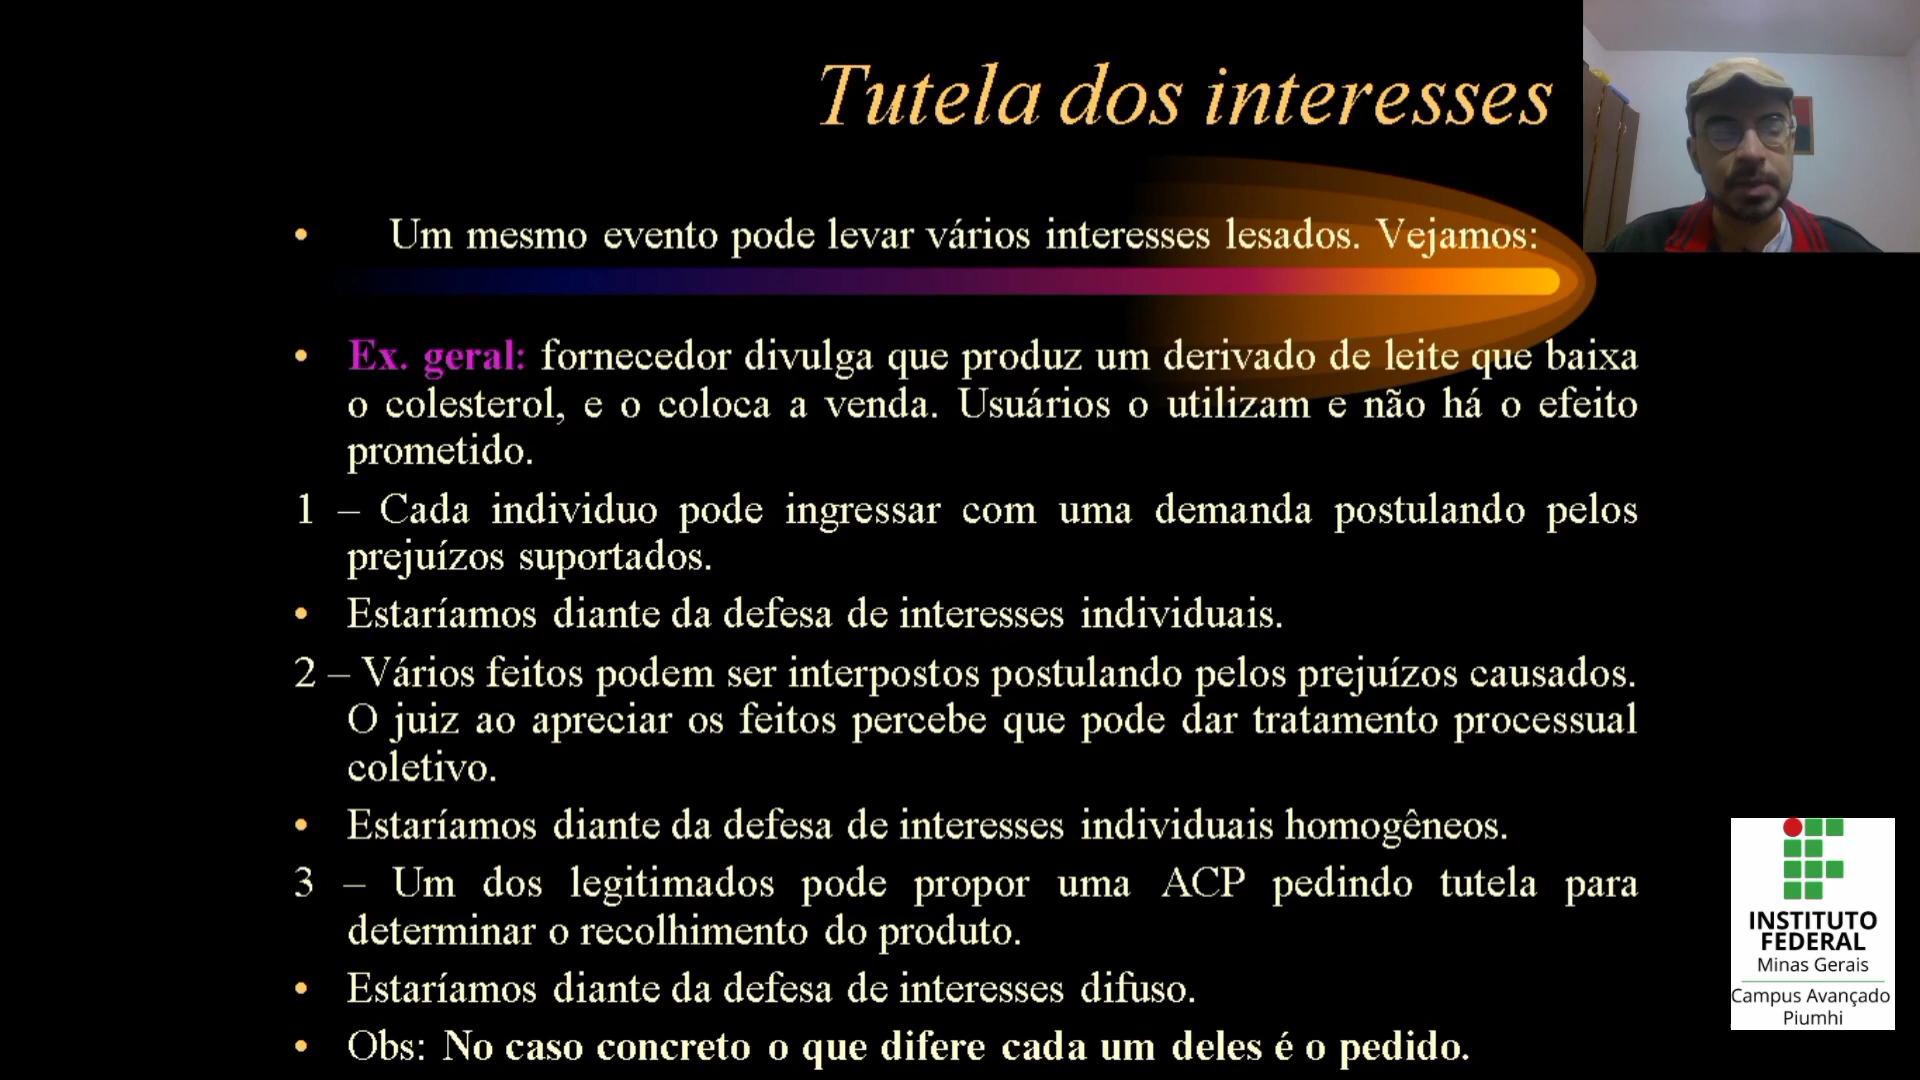 Tutela dos interesses
• Um mesmo evento pode levar vários interesses lesados. Vejamos:
• Ex. geral: fornecedor divulga que produz um derivado de leite que baixa
o colesterol, e o coloca a venda. Usuários o utilizam e não há o efeito
prometido.
1 – Cada individuo pode ingressar com uma demanda postulando pelos
prejuízos suportados.
• Estaríamos diante da defesa de interesses individuais.
2 – Vários feitos podem ser interpostos postulando pelos prejuízos causados.
O juiz ao apreciar os feitos percebe que pode dar tratamento processual
coletivo.
• Estaríamos diante da defesa de interesses individuais homogêneos.
3 – Um dos legitimados pode propor uma ACP pedindo tutela para
determinar o recolhimento do produto.
• Estaríamos diante da defesa de interesses difuso.
• Obs: No caso concreto o que difere cada um deles é o pedido.
INSTITUTO
FEDERAL
Minas Gerais
Campus Avançado
Piumhi